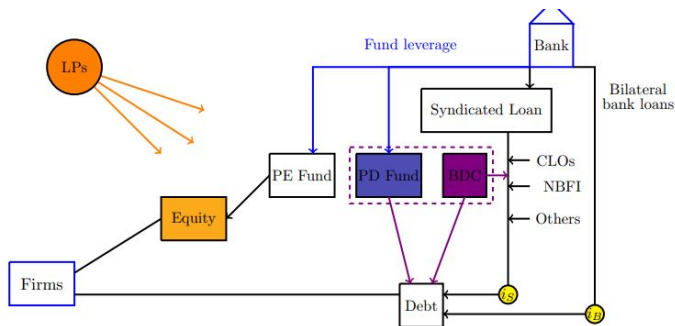 Fund leverage
Bank
LPs
Bilateral
bank loans
Syndicated Loan
CLOs
PE Fund
PD Fund
BDC
NBFI
Equity
Others
Firms
Debt
iS
iB